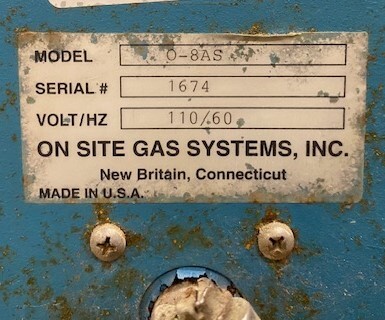 MODEL O-8AS
SERIAL # 1674
VOLT/HZ 110/60
ON SITE GAS SYSTEMS, INC.
New Britain, Connecticut
MADE IN U.S.A.